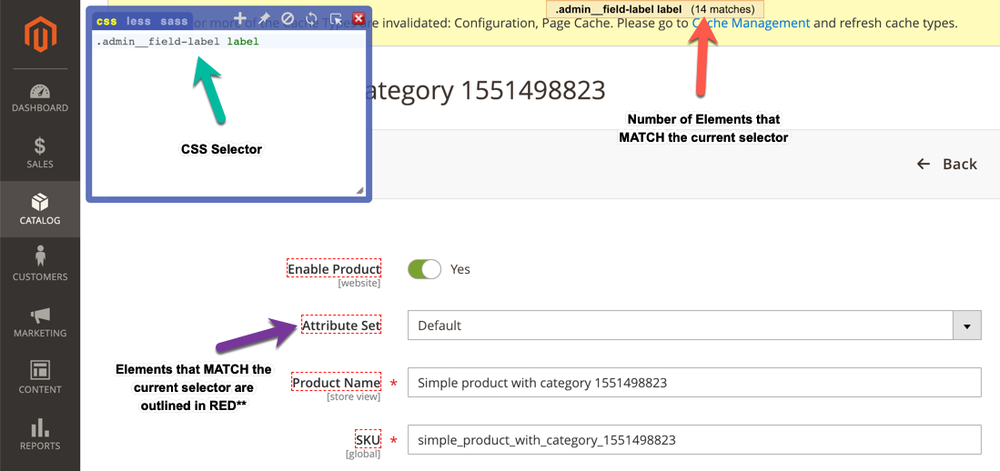 .admin__field-label label (14 matches)
css less sass
or more of the Cache Types are invalidated: Configuration, Page Cache. Please go to Cache Management and refresh cache types.
.admin__field-label label
ategory 1551498823
CSS Selector
Number of Elements that
MATCH the current selector
Back
DASHBOARD
$
SALES
CATALOG
CUSTOMERS
MARKETING
CONTENT
REPORTS
Enable Product
[website]
Yes
Attribute Set
Default
Elements that MATCH the
current selector are
outlined in RED**
Product Name *
[store view]
Simple product with category 1551498823
SKU *
[global]
simple_product_with_category_1551498823